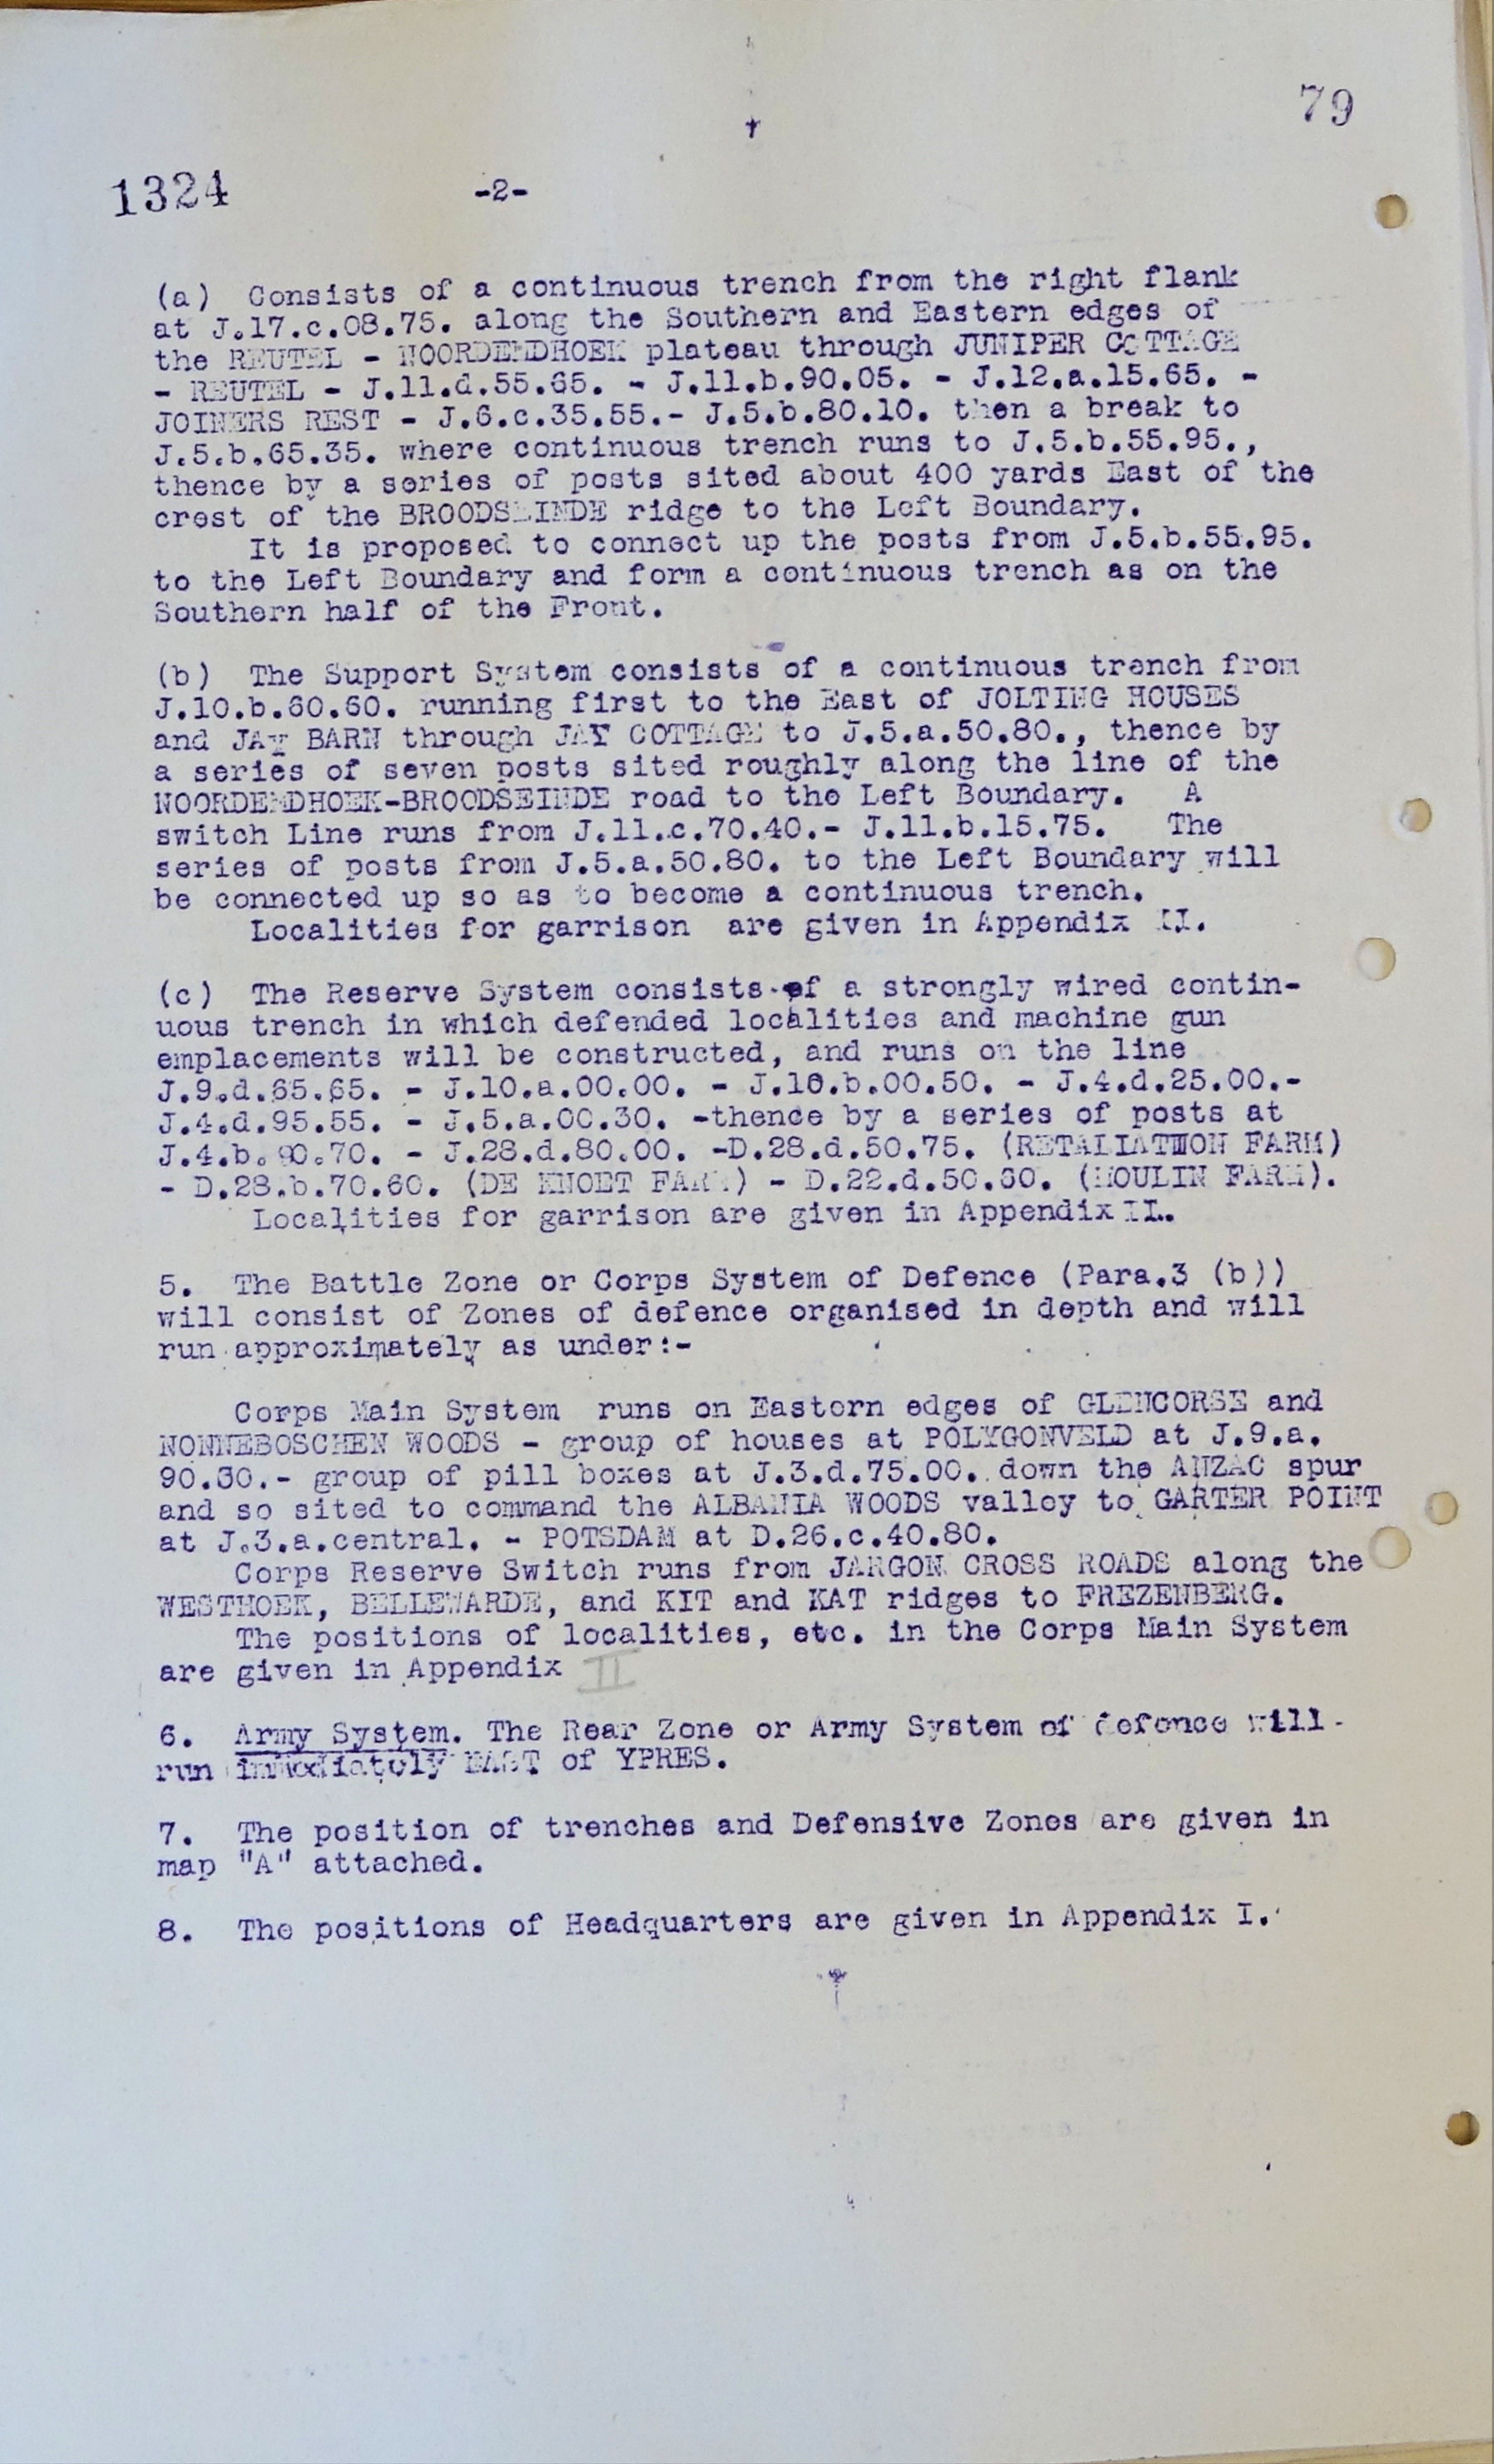 79
1324
-2-
(a) Consists of a continuous trench from the right flank
at J.17.c.08.75. along the Southern and Eastern edges of
the REUTEL - NOORDEMDHOEK plateau through JUNIPER COTTAGE
- REUTEL - J.11.d.55.65. - J.11.b.90.05. - J.12.a.15.65. -
JOINERS REST - J.6.c.35.55.- J.5.b.80.10. then a break to
J.5.b.65.35. where continuous trench runs to J.5.b.55.95.,
thence by a series of posts sited about 400 yards East of the
crest of the BROODSEINDE ridge to the Left Boundary.
It is proposed to connect up the posts from J.5.b.55.95.
to the Left Boundary and form a continuous trench as on the
Southern half of the Front.
(b) The Support System consists of a continuous trench from
J.10.b.60.60. running first to the East of JOLTING HOUSES
and JAY BARN through JAY COTTAGE to J.5.a.50.80., thence by
a series of seven posts sited roughly along the line of the
NOORDEMDHOEK-BROODSEINDE road to the Left Boundary. A
switch Line runs from J.11.c.70.40.- J.11.b.15.75. The
series of posts from J.5.a.50.80. to the Left Boundary will
be connected up so as to become a continuous trench.
Localities for garrison are given in Appendix II.
(c) The Reserve System consists of a strongly wired contin-
uous trench in which defended localities and machine gun
emplacements will be constructed, and runs on the line
J.9.d.65.65. - J.10.a.00.00. - J.10.b.00.50. - J.4.d.25.00.-
J.4.d.95.55. - J.5.a.00.30. -thence by a series of posts at
J.4.b.90.70. - J.28.d.80.00. -D.28.d.50.75. (RETALIATION FARM)
- D.28.b.70.60. (DE KNOET FARM) - D.22.d.50.60. (MOULIN FARM).
Localities for garrison are given in Appendix II.
5. The Battle Zone or Corps System of Defence (Para.3 (b))
will consist of Zones of defence organised in depth and will
run approximately as under:-
Corps Main System runs on Eastern edges of GLENCORSE and
NONNEBOSCHEN WOODS - group of houses at POLYGONVELD at J.9.a.
90.30.- group of pill boxes at J.3.d.75.00. down the ANZAC spur
and so sited to command the ALBANIA WOODS valley to GARTER POINT
at J.3.a.central. - POTSDAM at D.26.c.40.80.
Corps Reserve Switch runs from JARGON CROSS ROADS along the
WESTHOEK, BELLEWARDE, and KIT and KAT ridges to FREZENBERG.
The positions of localities, etc. in the Corps Main System
are given in Appendix II
6. Army System. The Rear Zone or Army System of defence will
run immediately EAST of YPRES.
7. The position of trenches and Defensive Zones are given in
map "A" attached.
8. The positions of Headquarters are given in Appendix I.